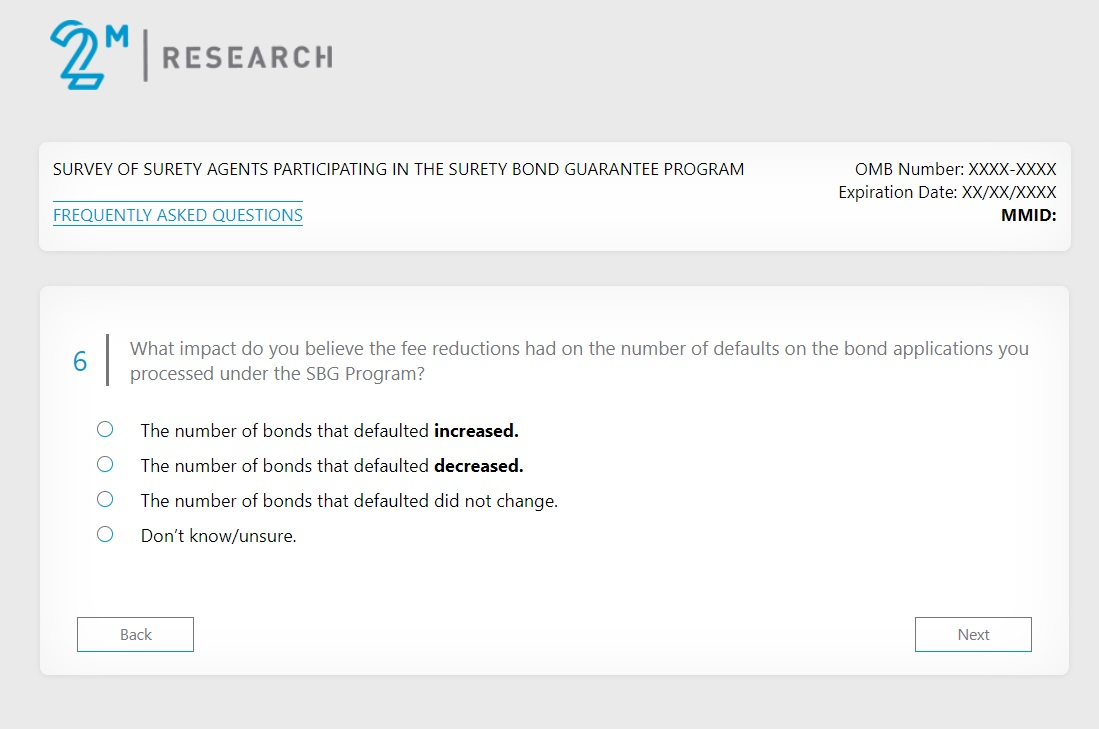 2M | RESEARCH
SURVEY OF SURETY AGENTS PARTICIPATING IN THE SURETY BOND GUARANTEE PROGRAM
OMB Number: XXXX-XXXX
Expiration Date: XX/XX/XXXX
FREQUENTLY ASKED QUESTIONS
MMID:
6
What impact do you believe the fee reductions had on the number of defaults on the bond applications you
processed under the SBG Program?
The number of bonds that defaulted increased.
The number of bonds that defaulted decreased.
The number of bonds that defaulted did not change.
Don’t know/unsure.
Back
Next